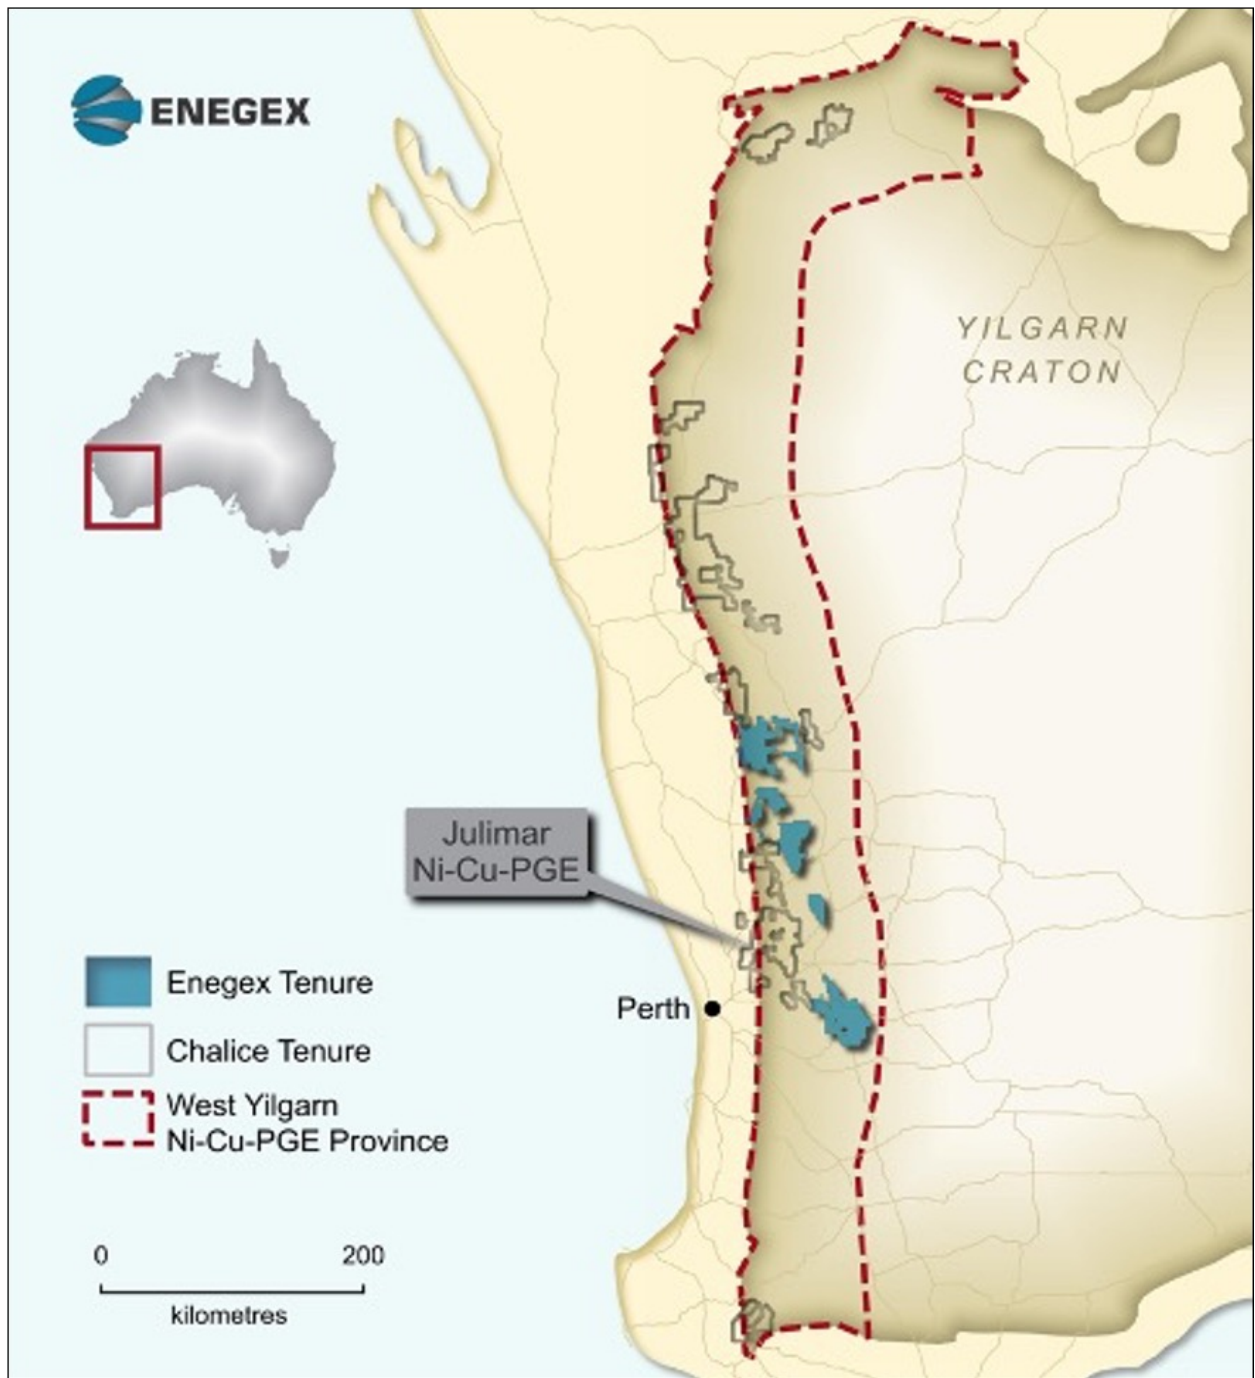 ENEGEX
YILGARN
CRATON
Julimar
Ni-Cu-PGE
Perth
Enegex Tenure
Chalice Tenure
West Yilgarn
Ni-Cu-PGE Province
0 200
kilometres